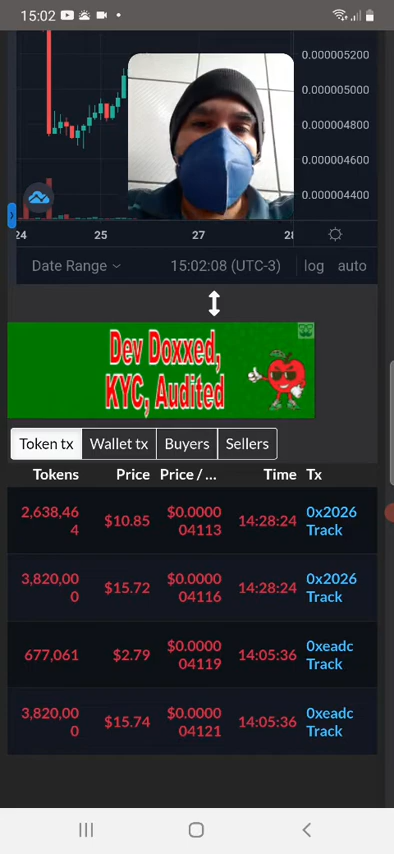 15:02
0.000005200
0.000005000
0.000004800
0.000004600
0.000004400
24 25 27
Date Range 15:02:08 (UTC-3) log auto
Dev Doxxed,
KYC, Audited
Token tx Wallet tx Buyers Sellers
Tokens Price Price / ... Time Tx
2,638,46
4 $10.85 $0.0000
04113 14:28:24 0x2026
Track
3,820,00
0 $15.72 $0.0000
04116 14:28:24 0x2026
Track
677,061 $2.79 $0.0000
04119 14:05:36 0xeadc
Track
3,820,00
0 $15.74 $0.0000
04121 14:05:36 0xeadc
Track